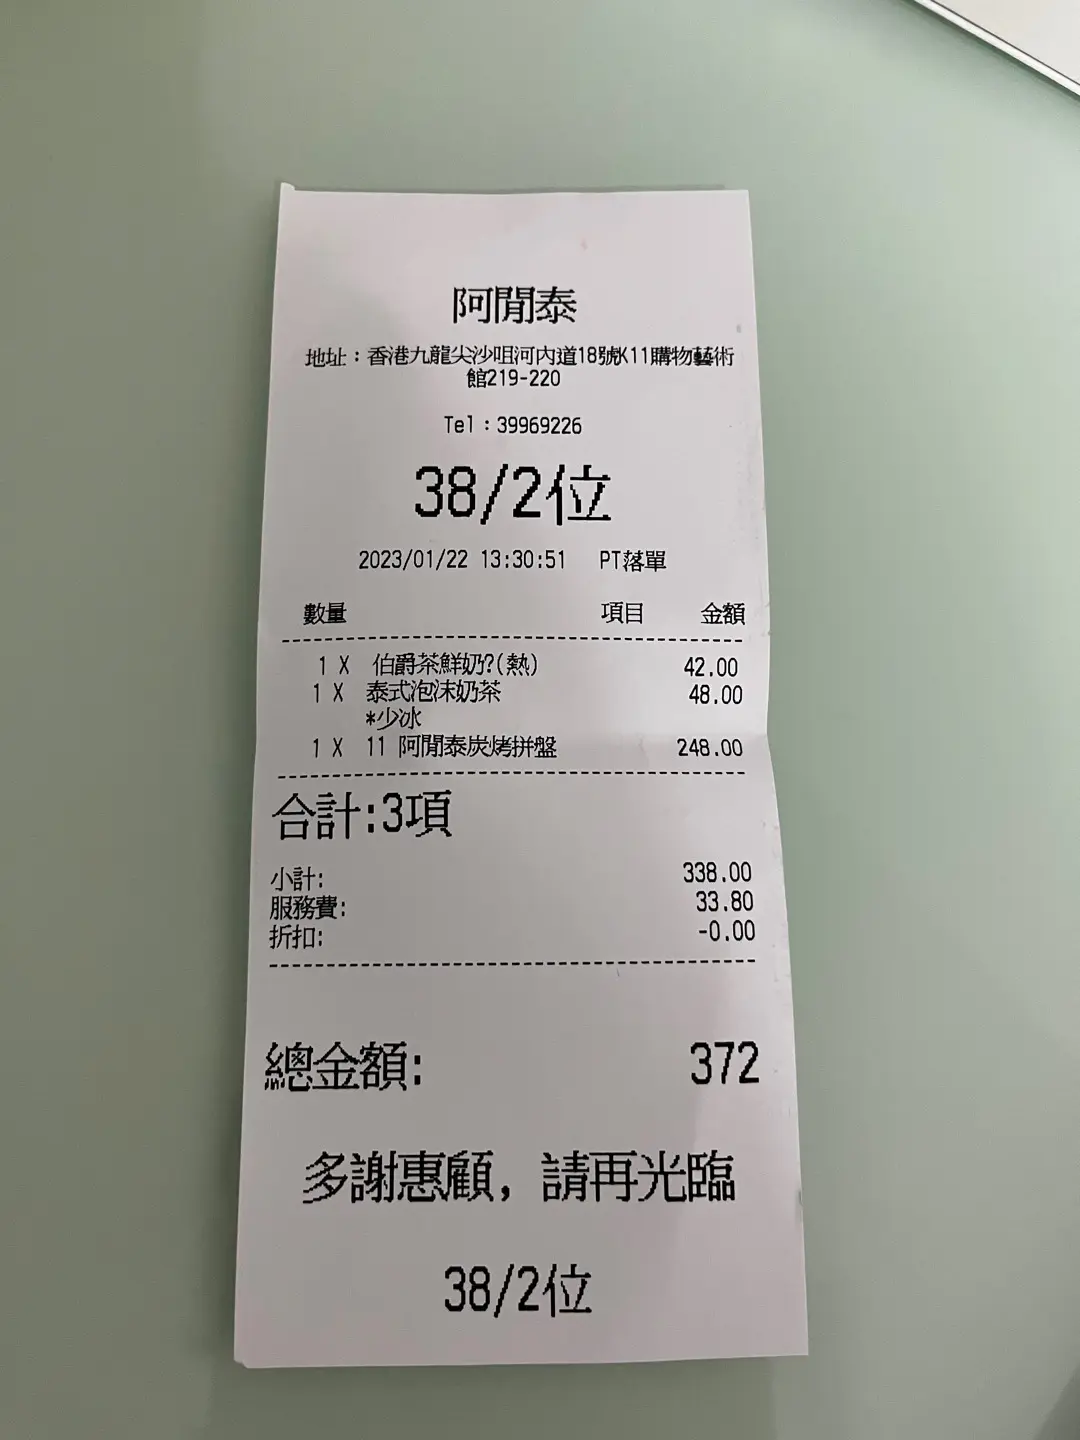 阿閒泰
地址：香港九龍尖沙咀河內道18號K11購物藝術
館219-220
Tel：39969226
38/2位
2023/01/22 13:30:51 PT落單
數量 項目 金額
1 X 伯爵茶鮮奶?(熱) 42.00
1 X 泰式泡沫奶茶 48.00
*少冰
1 X 11 阿閒泰炭烤拼盤 248.00
合計:3項
小計: 338.00
服務費: 33.80
折扣: -0.00
總金額: 372
多謝惠顧，請再光臨
38/2位